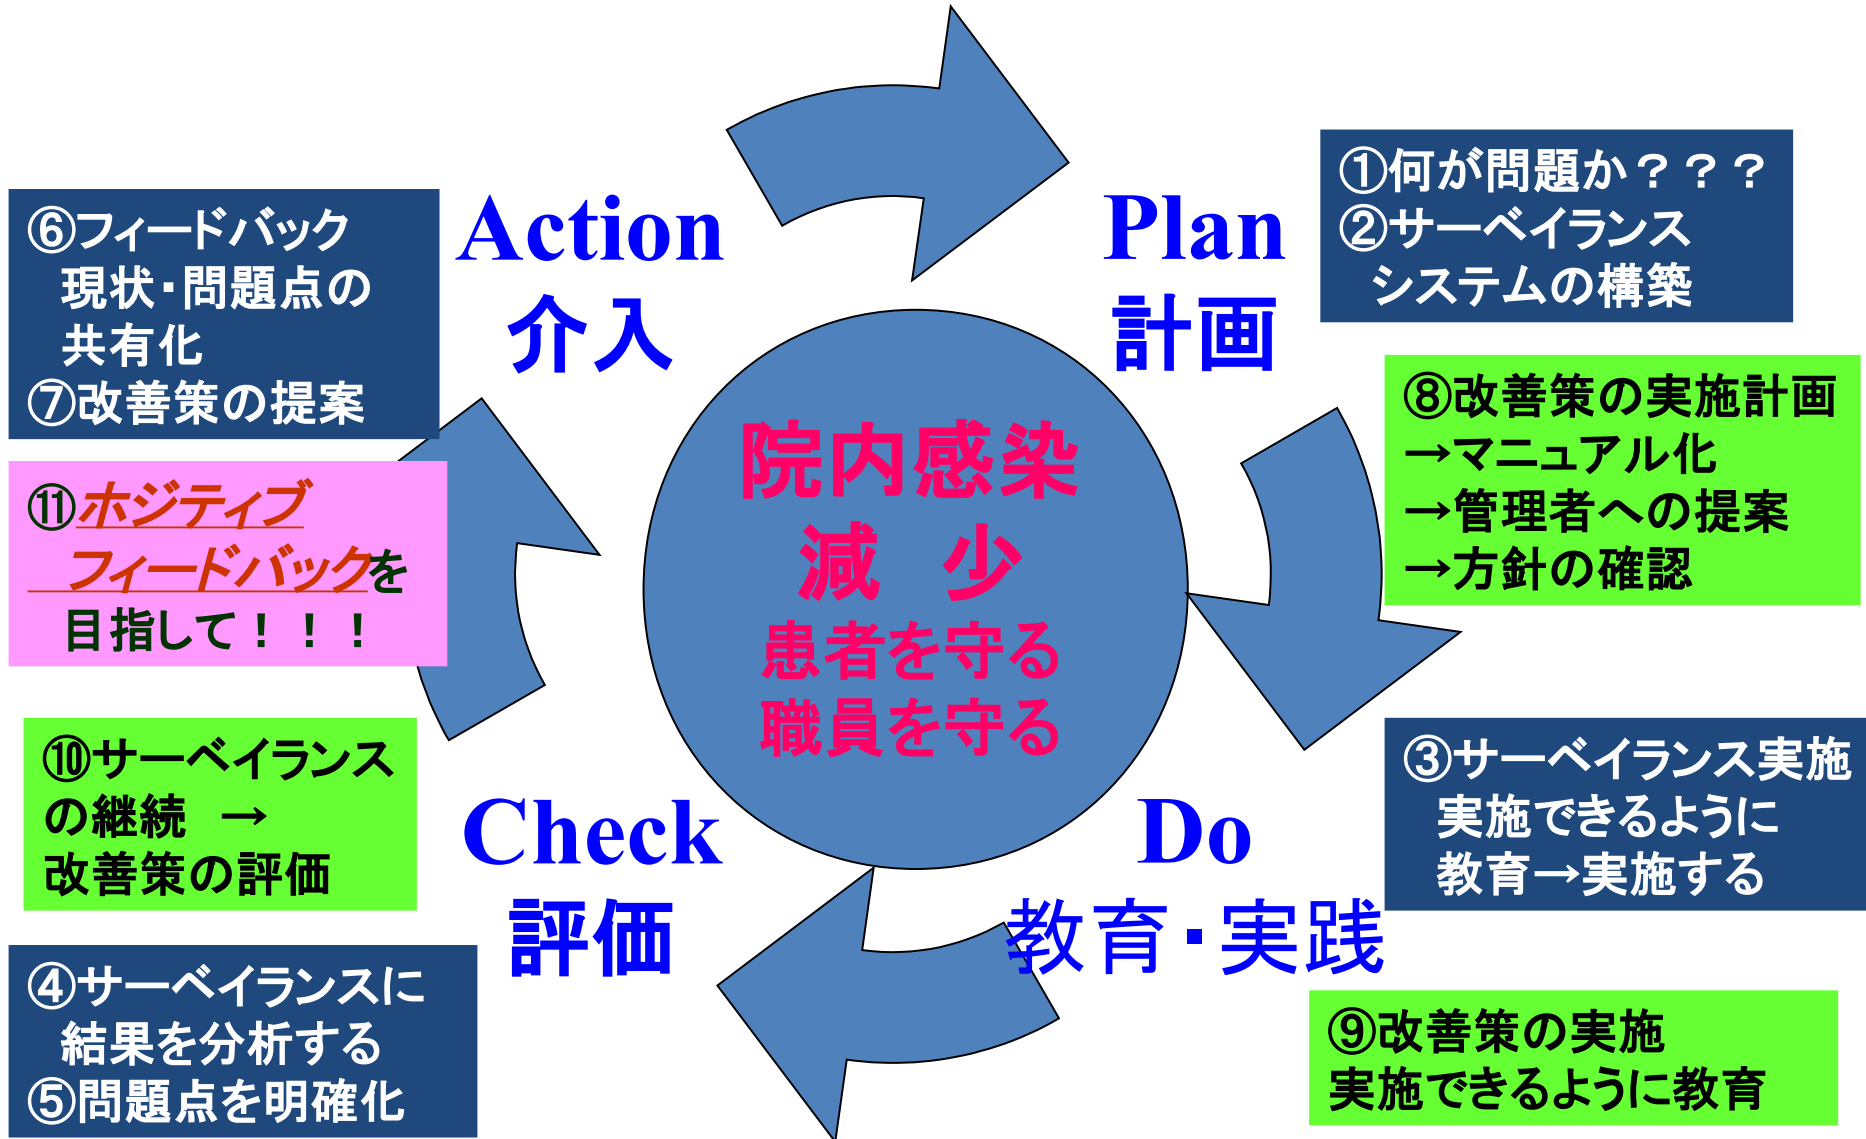 Action
介入
Plan
計画
①何が問題か？？？
②サーベイランス
システムの構築
⑧改善策の実施計画
→マニュアル化
→管理者への提案
→方針の確認
③サーベイランス実施
実施できるように
教育→実施する
Do
教育・実践
⑨改善策の実施
実施できるように教育
Check
評価
④サーベイランスに
結果を分析する
⑤問題点を明確化
⑩サーベイランス
の継続　→
改善策の評価
⑥フィードバック
現状・問題点の
共有化
⑦改善策の提案
⑪ホジティブ
フィードバックを
目指して！！！
院内感染
減　少
患者を守る
職員を守る